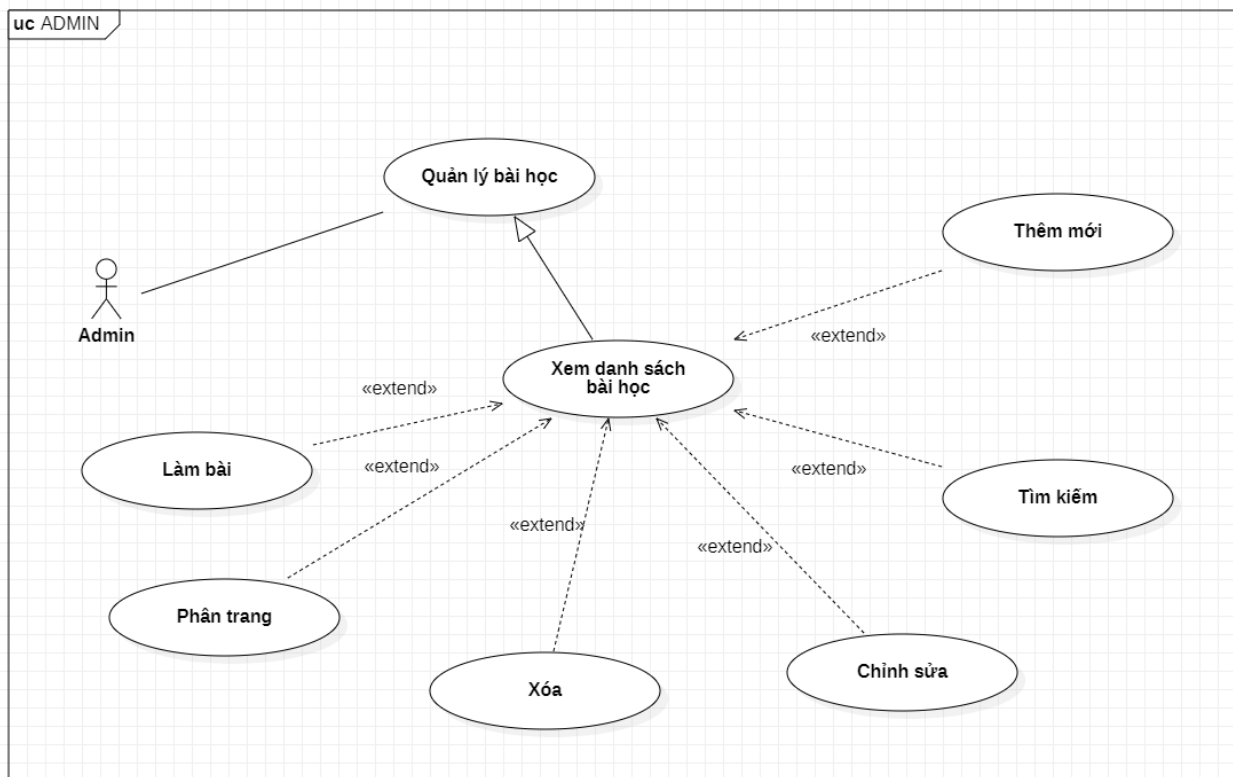 uc ADMIN
Quản lý bài học
Thêm mới
Admin
«extend»
Xem danh sách
bài học
«extend»
Làm bài
«extend»
«extend»
Tìm kiếm
«extend»
«extend»
Phân trang
Xóa
Chỉnh sửa